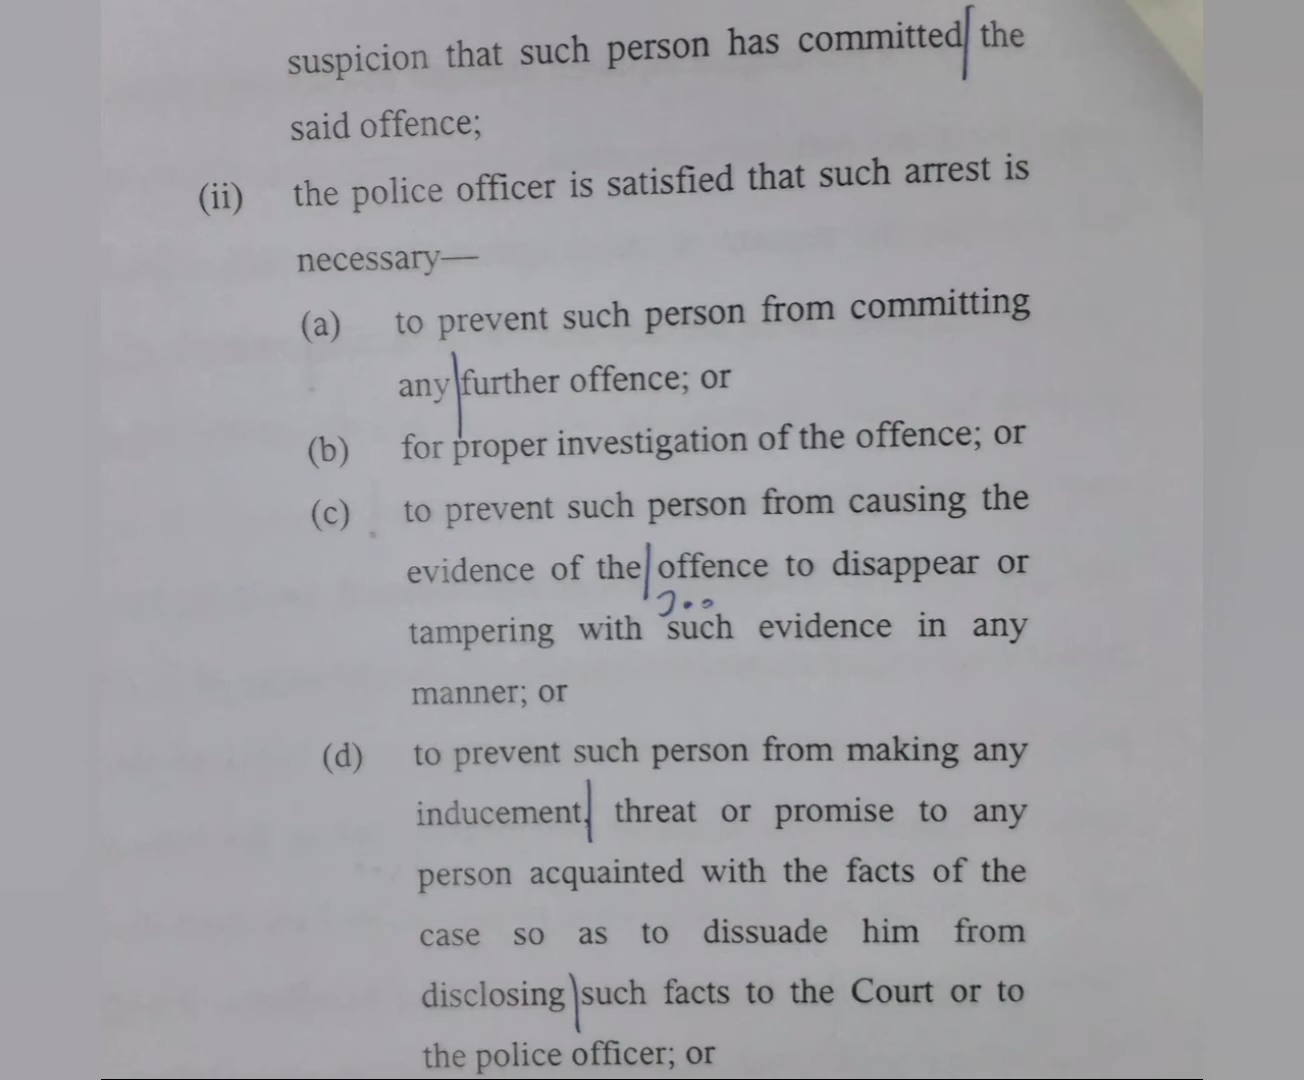 suspicion that such person has committed the
said offence;
(ii) the police officer is satisfied that such arrest is
necessary—
(a) to prevent such person from committing
any further offence; or
(b) for proper investigation of the offence; or
(c) to prevent such person from causing the
evidence of the offence to disappear or
300
tampering with such evidence in any
manner; or
(d) to prevent such person from making any
inducement, threat or promise to any
person acquainted with the facts of the
case so as to dissuade him from
disclosing such facts to the Court or to
the police officer; or